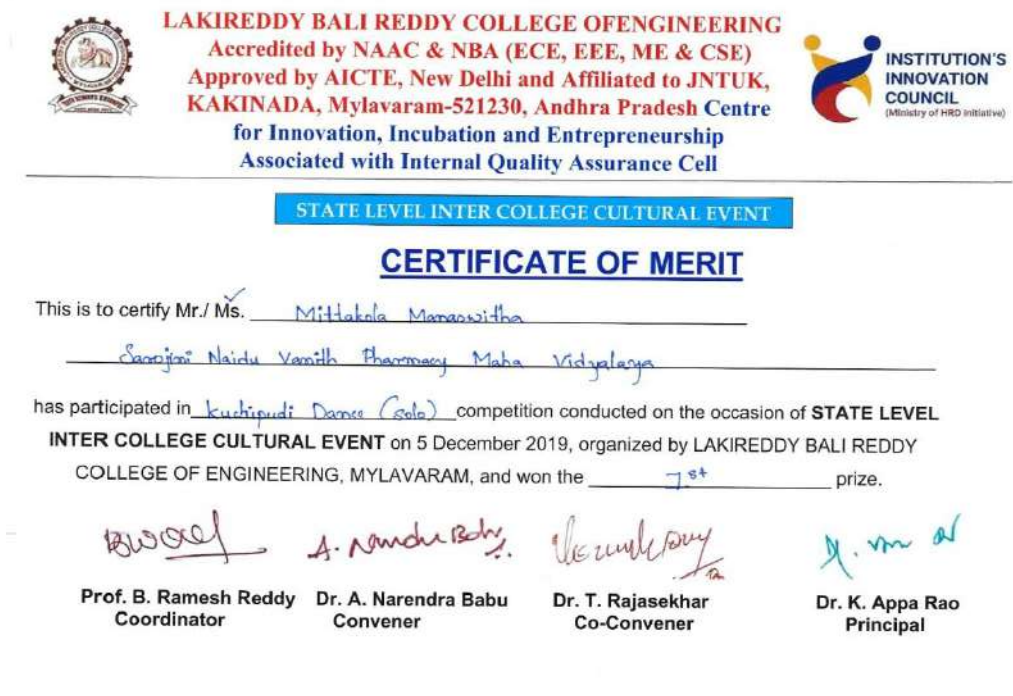 LAKIREDDY BALI REDDY COLLEGE OFENGINEERING
Accredited by NAAC & NBA (ECE, EEE, ME & CSE)
Approved by AICTE, New Delhi and Affiliated to JNTUK,
KAKINADA, Mylavaram-521230, Andhra Pradesh Centre
for Innovation, Incubation and Entrepreneurship
Associated with Internal Quality Assurance Cell
INSTITUTION'S
INNOVATION
COUNCIL
(Ministry of HRD Initiative)
STATE LEVEL INTER COLLEGE CULTURAL EVENT
CERTIFICATE OF MERIT
This is to certify Mr./ Ms. Mittakola Manaswitha
Sarojini Naidu Vanith Pharmacy Maha Vidyalaya
has participated in Kuchipudi Dance (solo) competition conducted on the occasion of STATE LEVEL
INTER COLLEGE CULTURAL EVENT on 5 December 2019, organized by LAKIREDDY BALI REDDY
COLLEGE OF ENGINEERING, MYLAVARAM, and won the 1st prize.
A. Narendra Babu
Prof. B. Ramesh Reddy Dr. A. Narendra Babu Dr. T. Rajasekhar Dr. K. Appa Rao
Coordinator Convener Co-Convener Principal